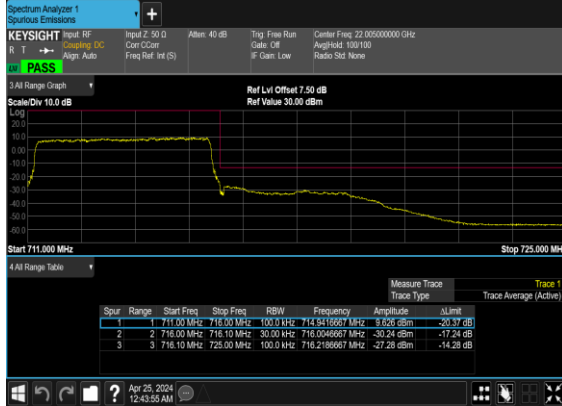 Spectrum Analyzer 1
Spurious Emissions
+
KEYSIGHT Input: RF Input Z: 50 Ω Atten: 40 dB Trig: Free Run Center Freq: 22.005000000 GHz
R T Coupling: DC Corr CCorr Gate: Off Avg|Hold: 100/100
Align: Auto Freq Ref: Int (S) IF Gain: Low Radio Std: None
PASS
3 All Range Graph Ref Lvl Offset 7.50 dB
Scale/Div 10.0 dB Ref Value 30.00 dBm
Log
20.0
10.0
0.00
-10.0
-20.0
-30.0
-40.0
-50.0
-60.0
Start 711.000 MHz Stop 725.000 MHz
4 All Range Table
Measure Trace Trace 1
Trace Type Trace Average (Active)
Spur Range Start Freq Stop Freq RBW Frequency Amplitude ΔLimit
1 1 711.00 MHz 716.00 MHz 100.0 kHz 714.9416667 MHz 9.626 dBm -20.37 dB
2 2 716.00 MHz 716.10 MHz 30.00 kHz 716.0046667 MHz -30.24 dBm -17.24 dB
3 3 716.10 MHz 725.00 MHz 100.0 kHz 716.2186667 MHz -27.28 dBm -14.28 dB
? Apr 25, 2024
12:43:55 AM